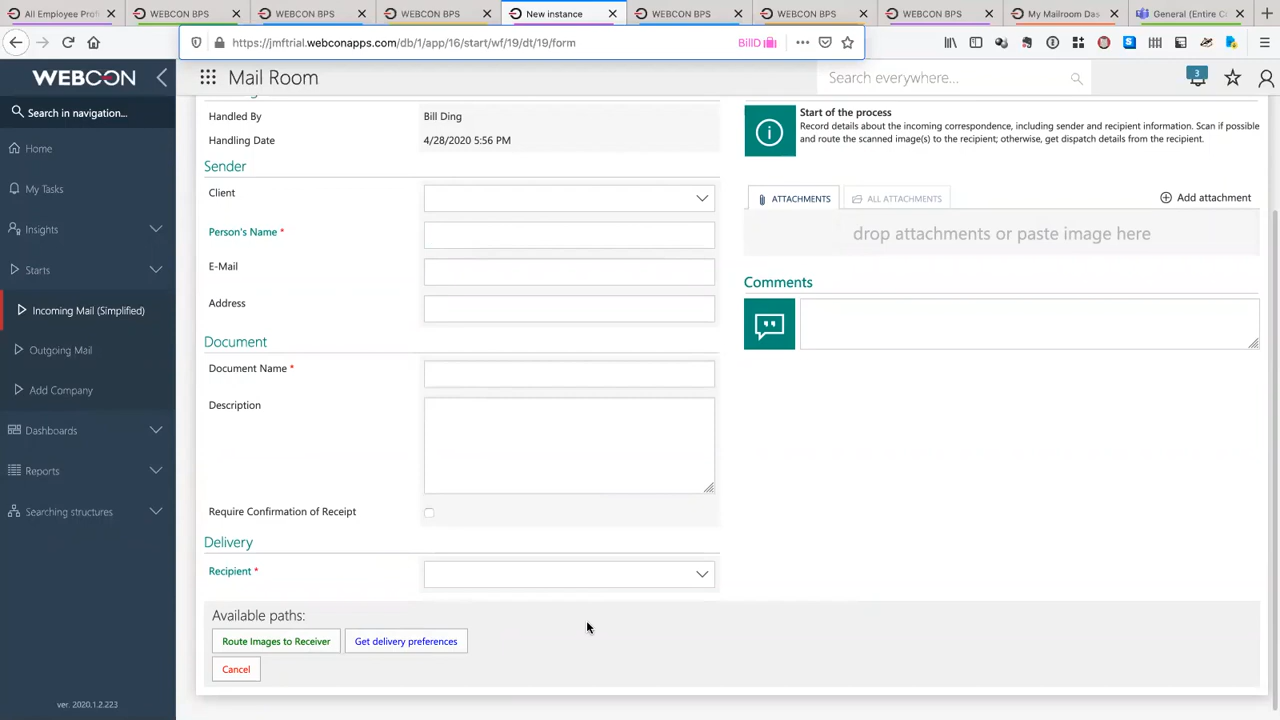 All Employee Prof
WEBCON BPS
WEBCON BPS
WEBCON BPS
New instance
WEBCON BPS
WEBCON BPS
WEBCON BPS
My Mailroom Das
General (Entire C
https://jmftrial.webconapps.com/db/1/app/16/start/wf/19/dt/19/form
BillD
WEBCON
Mail Room
Search everywhere...
3
Search in navigation...
Home
My Tasks
Insights
Starts
Incoming Mail (Simplified)
Outgoing Mail
Add Company
Dashboards
Reports
Searching structures
ver. 2020.1.2.223
Handled By
Bill Ding
Handling Date
4/28/2020 5:56 PM
Sender
Client
Person's Name *
E-Mail
Address
Document
Document Name *
Description
Require Confirmation of Receipt
Delivery
Recipient *
Available paths:
Route Images to Receiver
Get delivery preferences
Cancel
Start of the process
Record details about the incoming correspondence, including sender and recipient information. Scan if possible
and route the scanned image(s) to the recipient; otherwise, get dispatch details from the recipient.
ATTACHMENTS
ALL ATTACHMENTS
Add attachment
drop attachments or paste image here
Comments